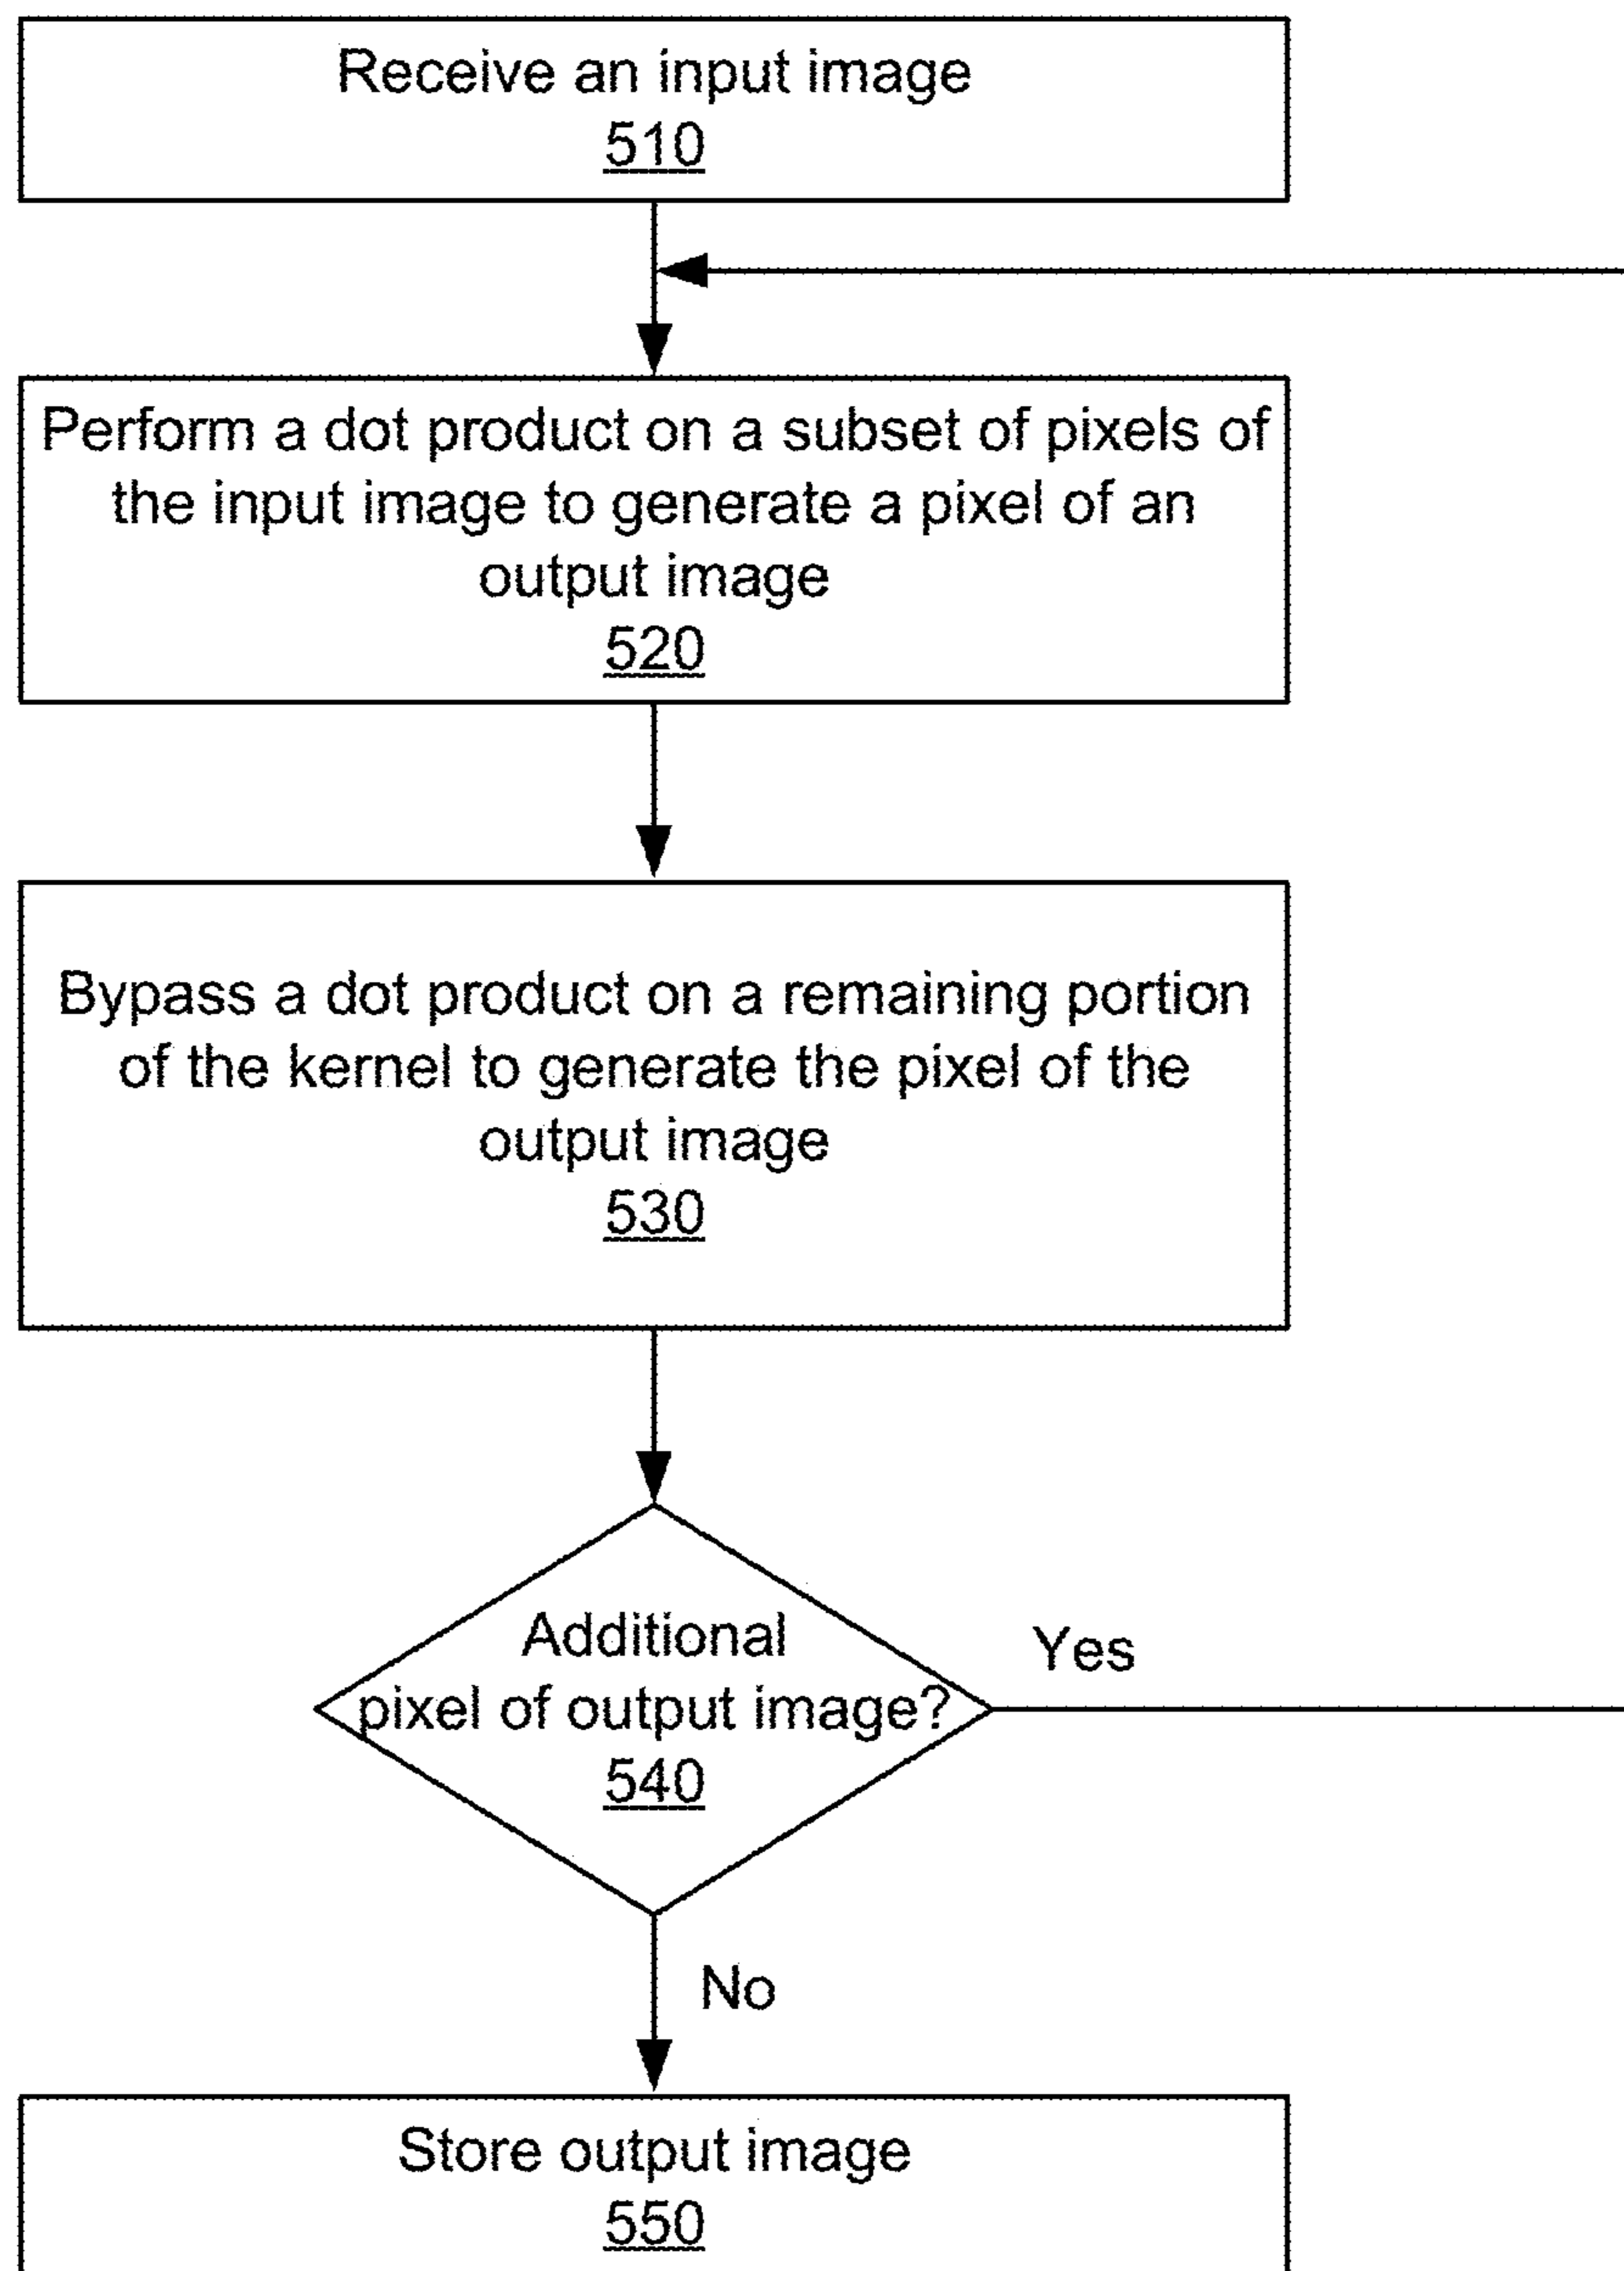 Receive an input image
510
Perform a dot product on a subset of pixels of
the input image to generate a pixel of an
output image
520
Bypass a dot product on a remaining portion
of the kernel to generate the pixel of the
output image
530
Additional
pixel of output image?
540
Yes
No
Store output image
550